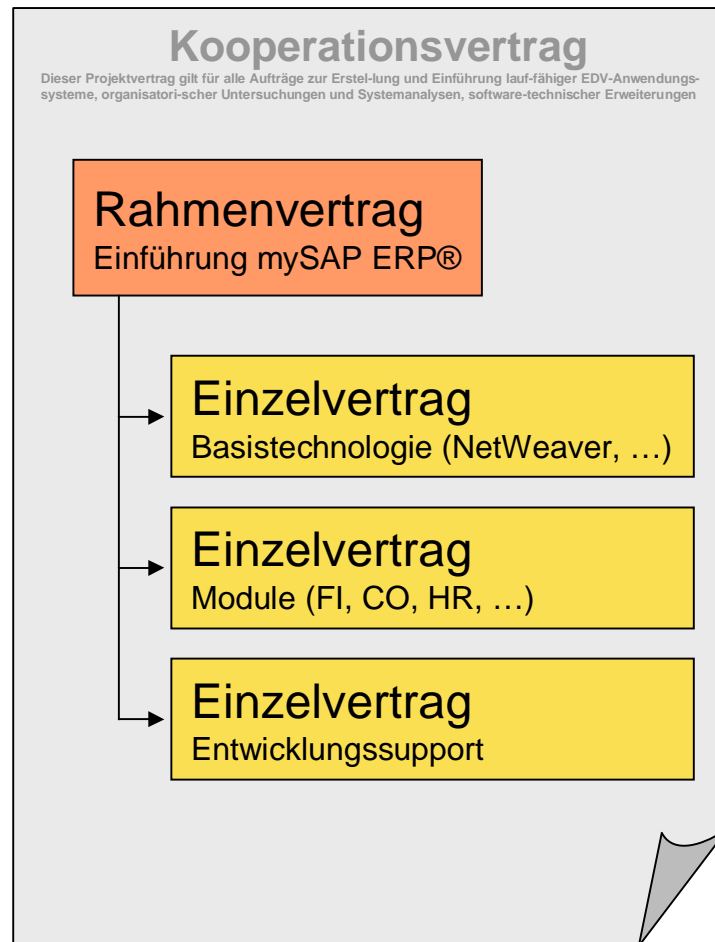 Kooperationsvertrag
Dieser Projektvertrag gilt für alle Aufträge zur Erstel-lung und Einführung lauf-fähiger EDV-Anwendungs-
systeme, organisatori-scher Untersuchungen und Systemanalysen, software-technischer Erweiterungen
Rahmenvertrag
Einführung mySAP ERP®
Einzelvertrag
Basistechnologie (NetWeaver, …)
Einzelvertrag
Module (FI, CO, HR, …)
Einzelvertrag
Entwicklungssupport